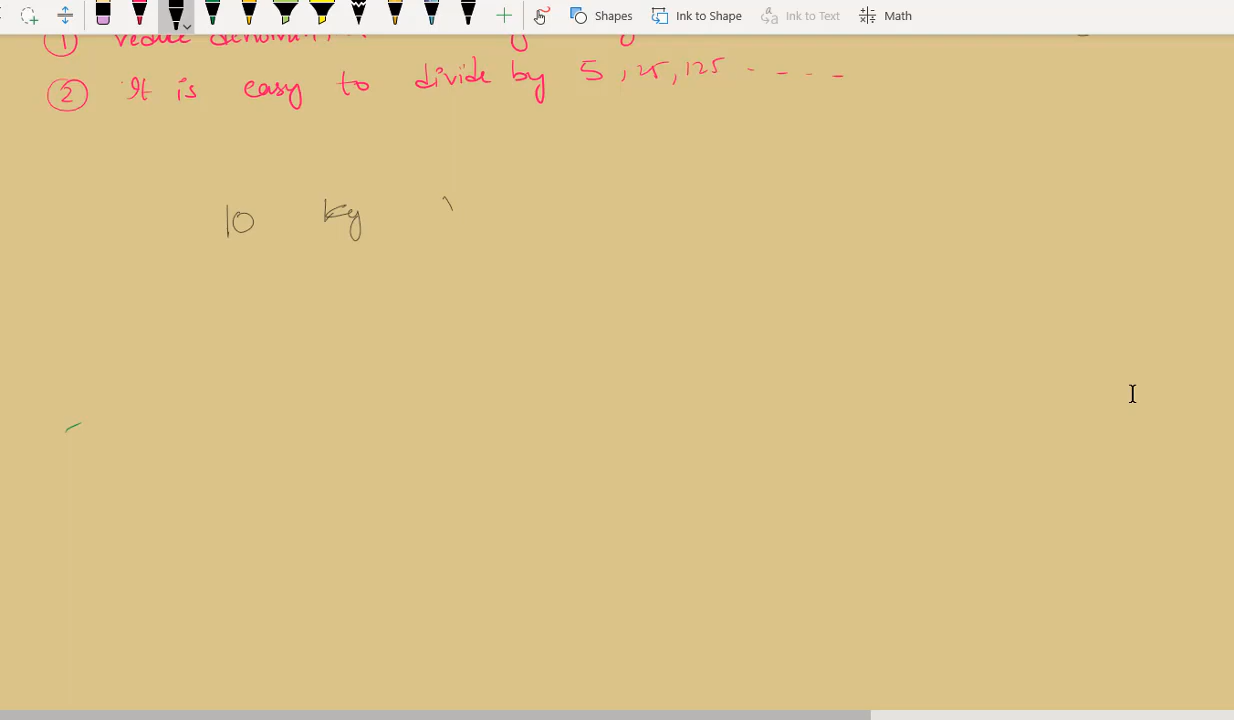 Shapes Ink to Shape Ink to Text Math
①
② It is easy to divide by 5, 25, 125 - - - -
10 kg